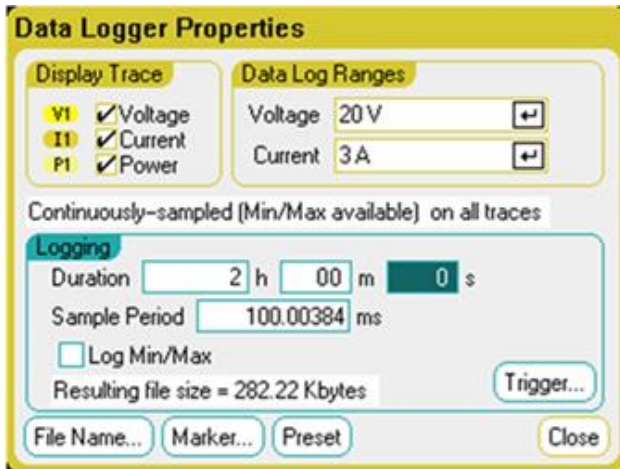 Data Logger Properties
Display Trace
V1 Voltage
I1 Current
P1 Power
Data Log Ranges
Voltage 20 V
Current 3 A
Continuously-sampled (Min/Max available) on all traces
Logging
Duration 2 h 00 m 0 s
Sample Period 100.00384 ms
Log Min/Max
Resulting file size = 282.22 Kbytes
Trigger...
File Name... Marker... Preset Close